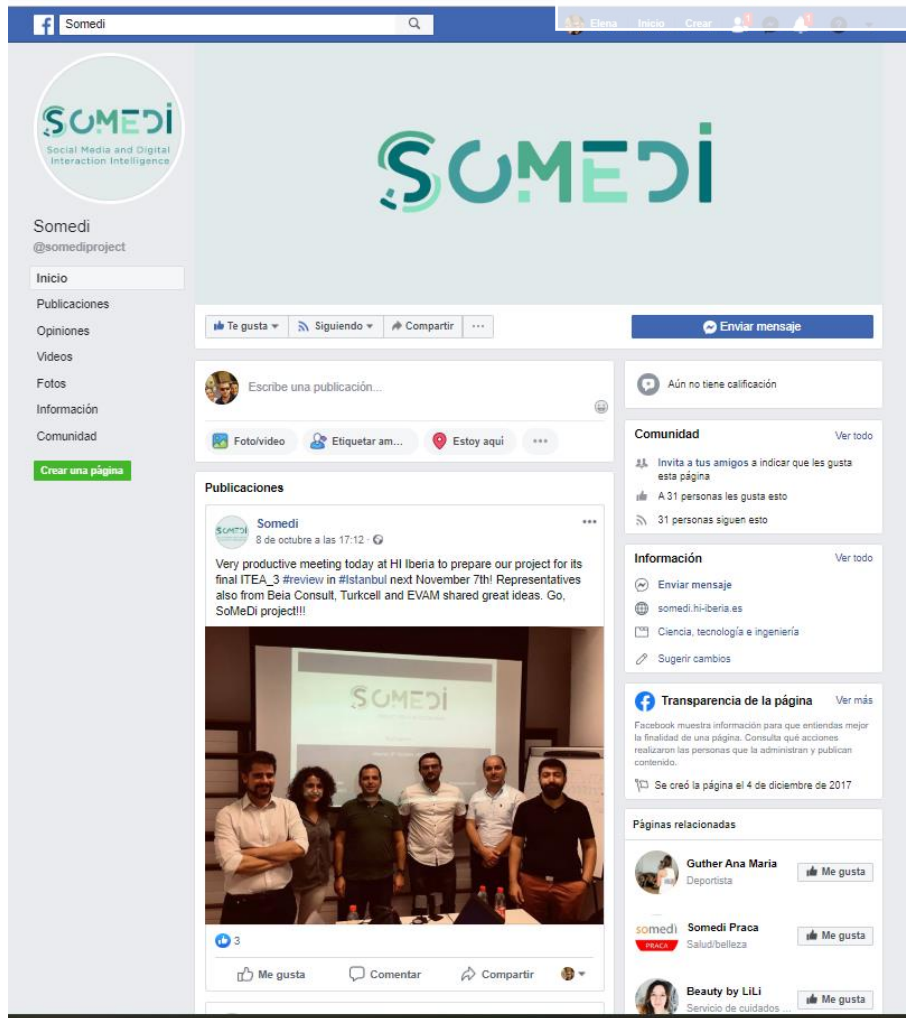 Somedi
Elena Inicio Crear
SOMEDI
Social Media and Digital
Interaction Intelligence
SOMEDI
Somedi
@somediproject
Inicio
Publicaciones
Opiniones
Videos
Fotos
Información
Comunidad
Crear una página
Te gusta Siguiendo Compartir ...
Enviar mensaje
Escribe una publicación...
Foto/video Etiquetar am... Estoy aquí ...
Publicaciones
SOMEDI
Somedi
8 de octubre a las 17:12
Very productive meeting today at HI Iberia to prepare our project for its
final ITEA_3 #review in #Istanbul next November 7th! Representatives
also from Beia Consult, Turkcell and EVAM shared great ideas. Go,
SoMeDi project!!!
SOMEDI
3
Me gusta Comentar Compartir
Aún no tiene calificación
Comunidad Ver todo
Invita a tus amigos a indicar que les gusta
esta página
A 31 personas les gusta esto
31 personas siguen esto
Información Ver todo
Enviar mensaje
somedi.hi-iberia.es
Ciencia, tecnología e ingeniería
Sugerir cambios
Transparencia de la página Ver más
Facebook muestra información para que entiendas mejor
la finalidad de una página. Consulta qué acciones
realizaron las personas que la administran y publican
contenido.
Se creó la página el 4 de diciembre de 2017
Páginas relacionadas
Guther Ana Maria
Deportista
Me gusta
somedi
PRACA
Somedi Praca
Salud/belleza
Me gusta
Beauty by LiLi
Servicio de cuidados ...
Me gusta